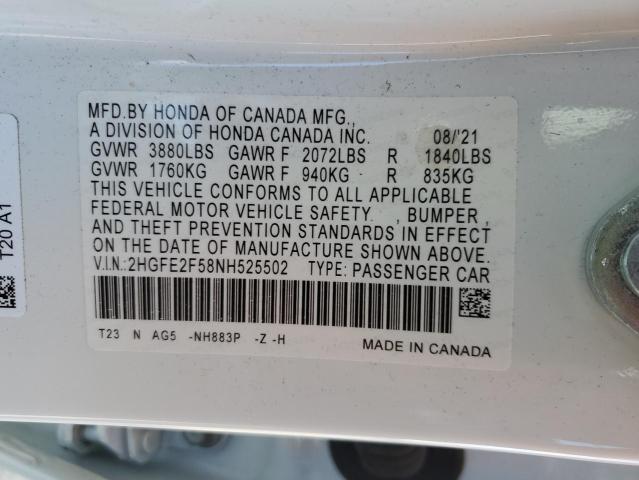 MFD.BY HONDA OF CANADA MFG.,
A DIVISION OF HONDA CANADA INC. 08/'21
GVWR 3880LBS GAWR F 2072LBS R 1840LBS
GVWR 1760KG GAWR F 940KG R 835KG
THIS VEHICLE CONFORMS TO ALL APPLICABLE
FEDERAL MOTOR VEHICLE SAFETY, BUMPER,
AND THEFT PREVENTION STANDARDS IN EFFECT
ON THE DATE OF MANUFACTURE SHOWN ABOVE.
V.I.N.:2HGFE2F58NH525502 TYPE: PASSENGER CAR
T23 N AG5 -NH883P -Z -H
MADE IN CANADA
T20 A1